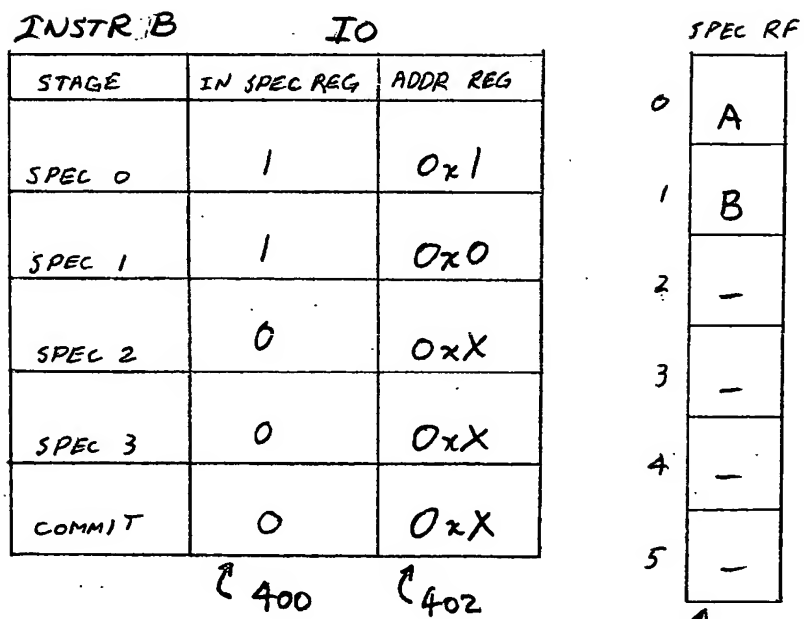 INSTR B IO SPEC RF
STAGE IN SPEC REG ADDR REG
SPEC 0 1 0x1
SPEC 1 1 0x0
SPEC 2 0 0xX
SPEC 3 0 0xX
COMMIT 0 0xX
400 402
0 A
1 B
2 –
3 –
4 –
5 –